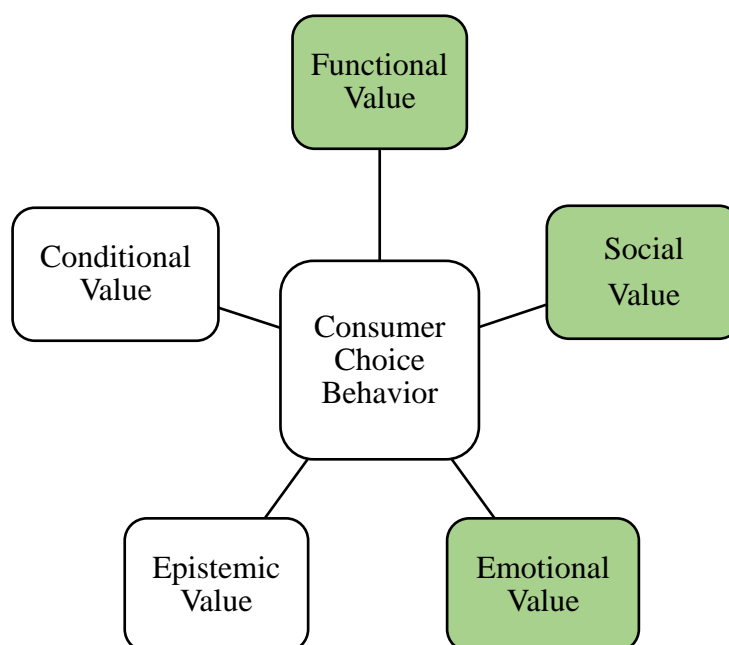 Functional
Value
Conditional
Value
Social
Value
Consumer
Choice
Behavior
Epistemic
Value
Emotional
Value